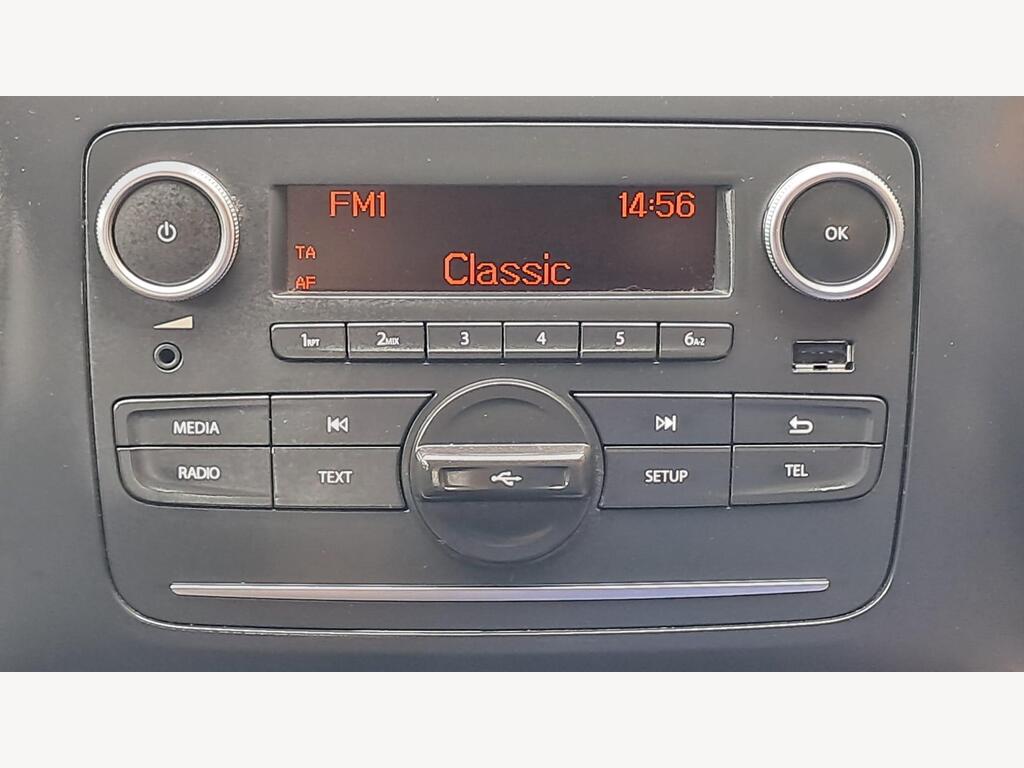 FM1 14:56
TA
Classic
AF
OK
1RPT 2MIX 3 4 5 6A-Z
MEDIA
RADIO TEXT SETUP TEL